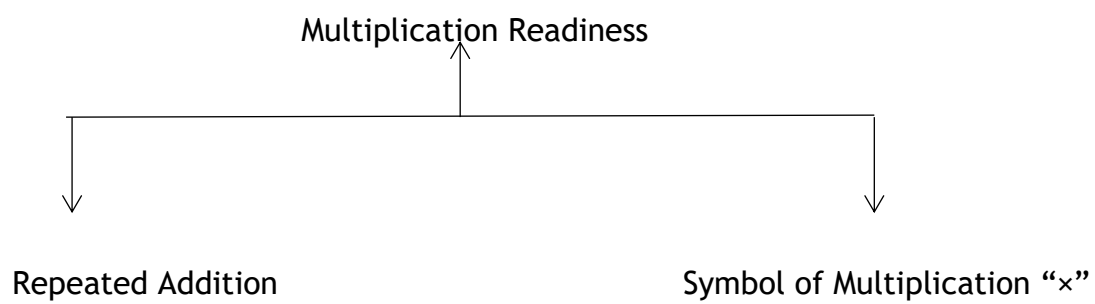 Multiplication Readiness
Repeated Addition
Symbol of Multiplication “×”